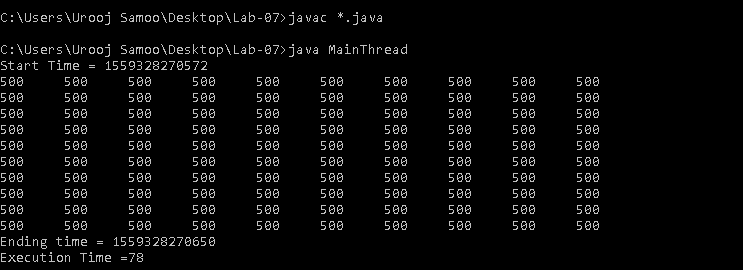 C:\Users\Urooj Samoo\Desktop\Lab-07>javac *.java
C:\Users\Urooj Samoo\Desktop\Lab-07>java MainThread
Start Time = 1559328270572
500 500 500 500 500 500 500 500 500 500
500 500 500 500 500 500 500 500 500 500
500 500 500 500 500 500 500 500 500 500
500 500 500 500 500 500 500 500 500 500
500 500 500 500 500 500 500 500 500 500
500 500 500 500 500 500 500 500 500 500
500 500 500 500 500 500 500 500 500 500
500 500 500 500 500 500 500 500 500 500
500 500 500 500 500 500 500 500 500 500
500 500 500 500 500 500 500 500 500 500
Ending time = 1559328270650
Execution Time =78